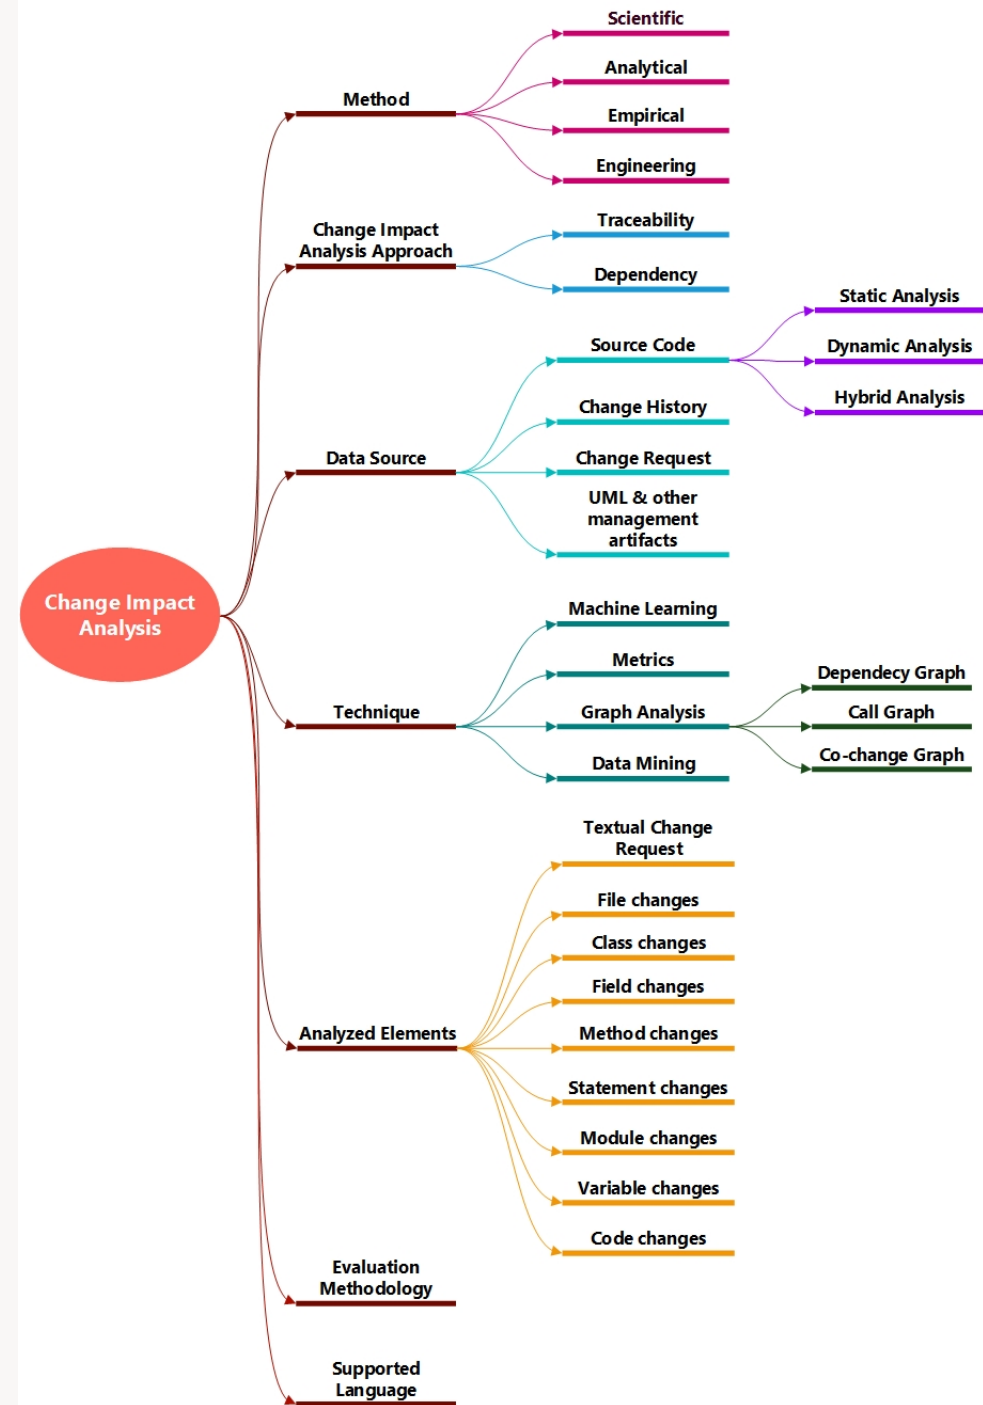 Change Impact
Analysis
Method
Scientific
Analytical
Empirical
Engineering
Change Impact
Analysis Approach
Traceability
Dependency
Data Source
Source Code
Static Analysis
Dynamic Analysis
Hybrid Analysis
Change History
Change Request
UML & other
management
artifacts
Technique
Machine Learning
Metrics
Graph Analysis
Dependecy Graph
Call Graph
Co-change Graph
Data Mining
Analyzed Elements
Textual Change
Request
File changes
Class changes
Field changes
Method changes
Statement changes
Module changes
Variable changes
Code changes
Evaluation
Methodology
Supported
Language